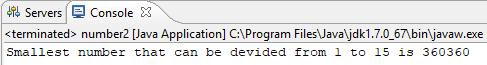 Servers Console
<terminated> number2 [Java Application] C:\Program Files\Java\jdk1.7.0_67\bin\javaw.exe
Smallest number that can be devided from 1 to 15 is 360360